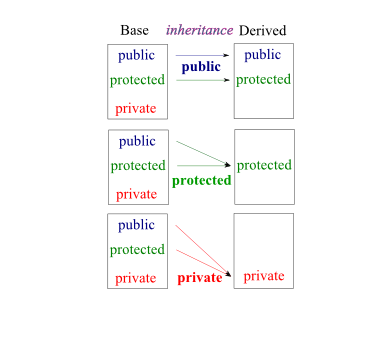 Base inheritance Derived
public public
public
protected protected
private
public
protected protected
protected
private
public
protected
private private private